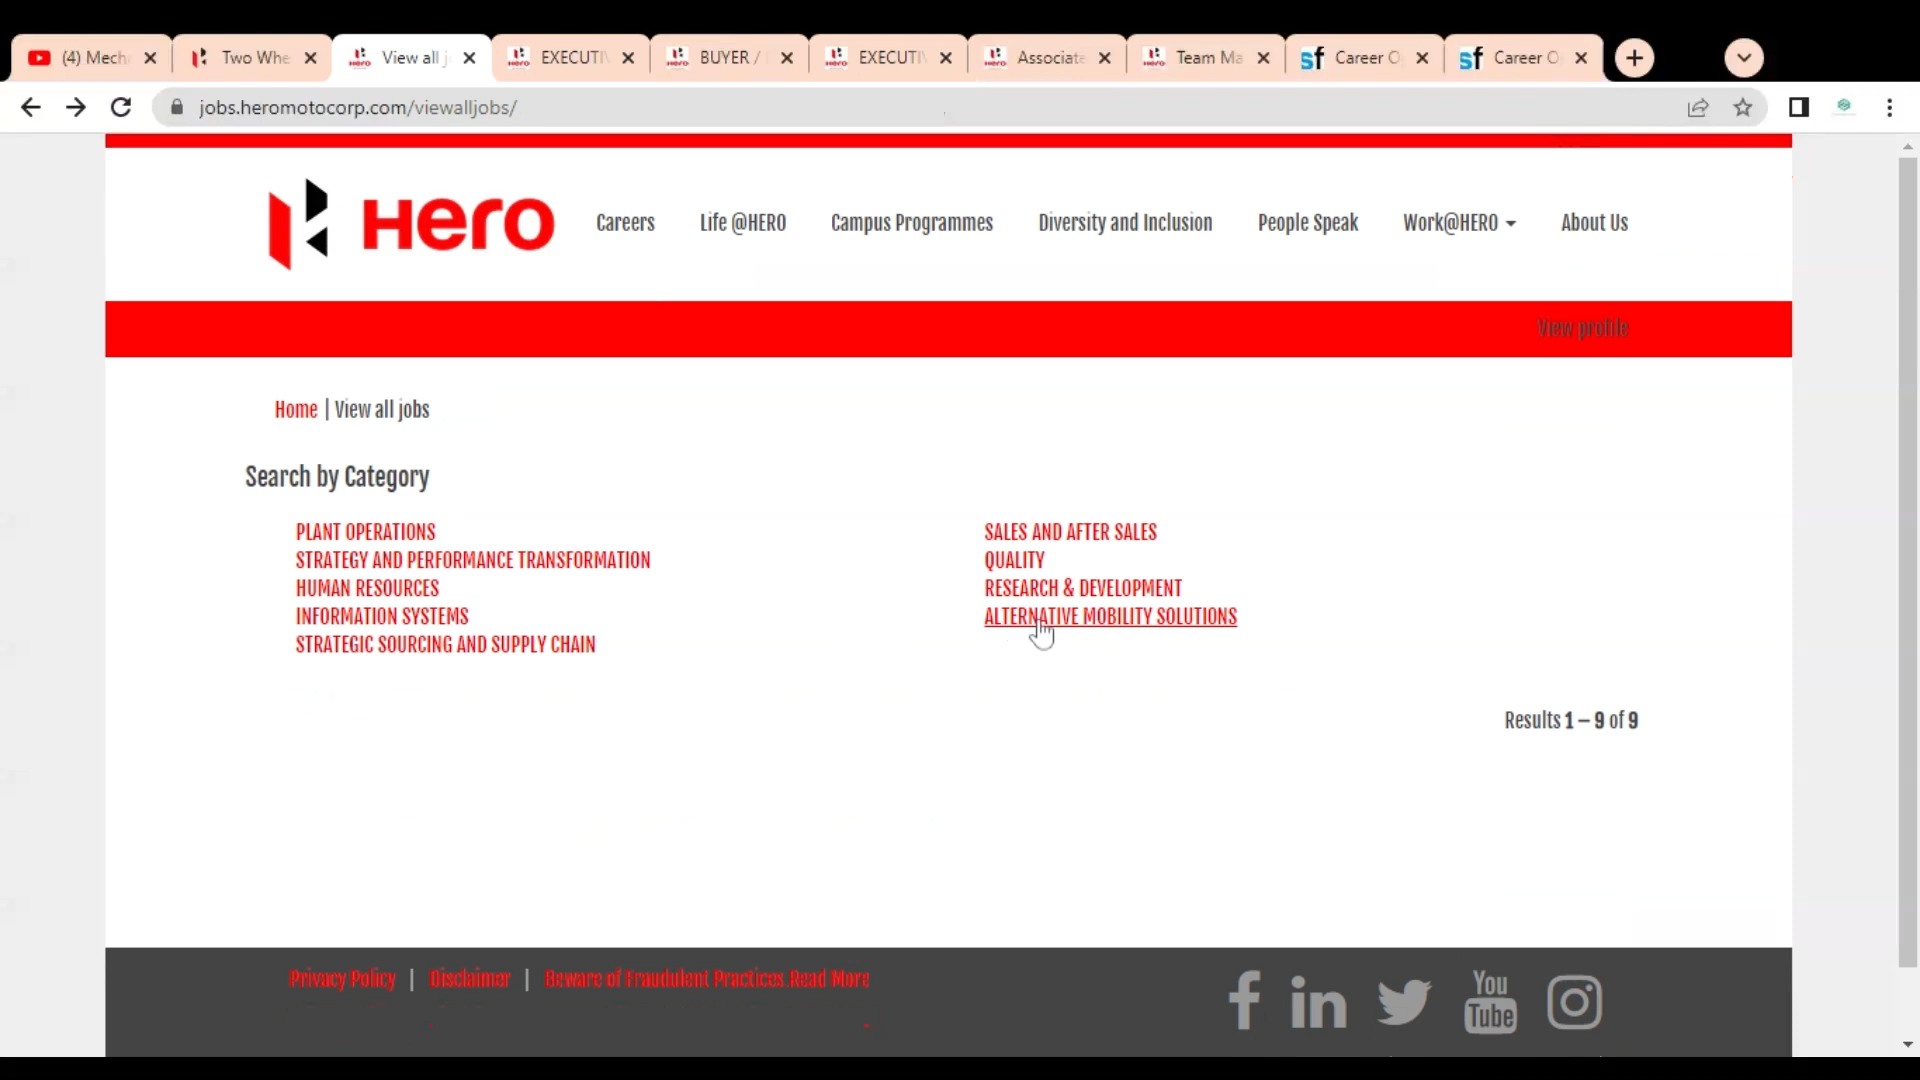 (4) Mech
Two Whe
View all j
EXECUTIV
BUYER /
EXECUTIV
Associate
Team Ma
sf Career O
sf Career O
jobs.heromotocorp.com/viewalljobs/
Hero
Careers
Life @HERO
Campus Programmes
Diversity and Inclusion
People Speak
Work@HERO
About Us
View profile
Home | View all jobs
Search by Category
PLANT OPERATIONS
STRATEGY AND PERFORMANCE TRANSFORMATION
HUMAN RESOURCES
INFORMATION SYSTEMS
STRATEGIC SOURCING AND SUPPLY CHAIN
SALES AND AFTER SALES
QUALITY
RESEARCH & DEVELOPMENT
ALTERNATIVE MOBILITY SOLUTIONS
Results 1 – 9 of 9
Privacy Policy | Disclaimer | Beware of Fraudulent Practices.Read More
You
Tube